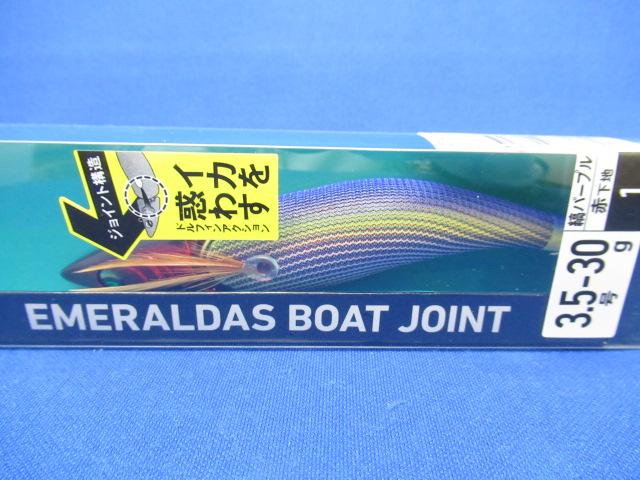 ジョイント構造
イカを
惑わす
ドルフィンアクション
縞パープル
赤下地
1
3.5-30
号
g
EMERALDAS BOAT JOINT